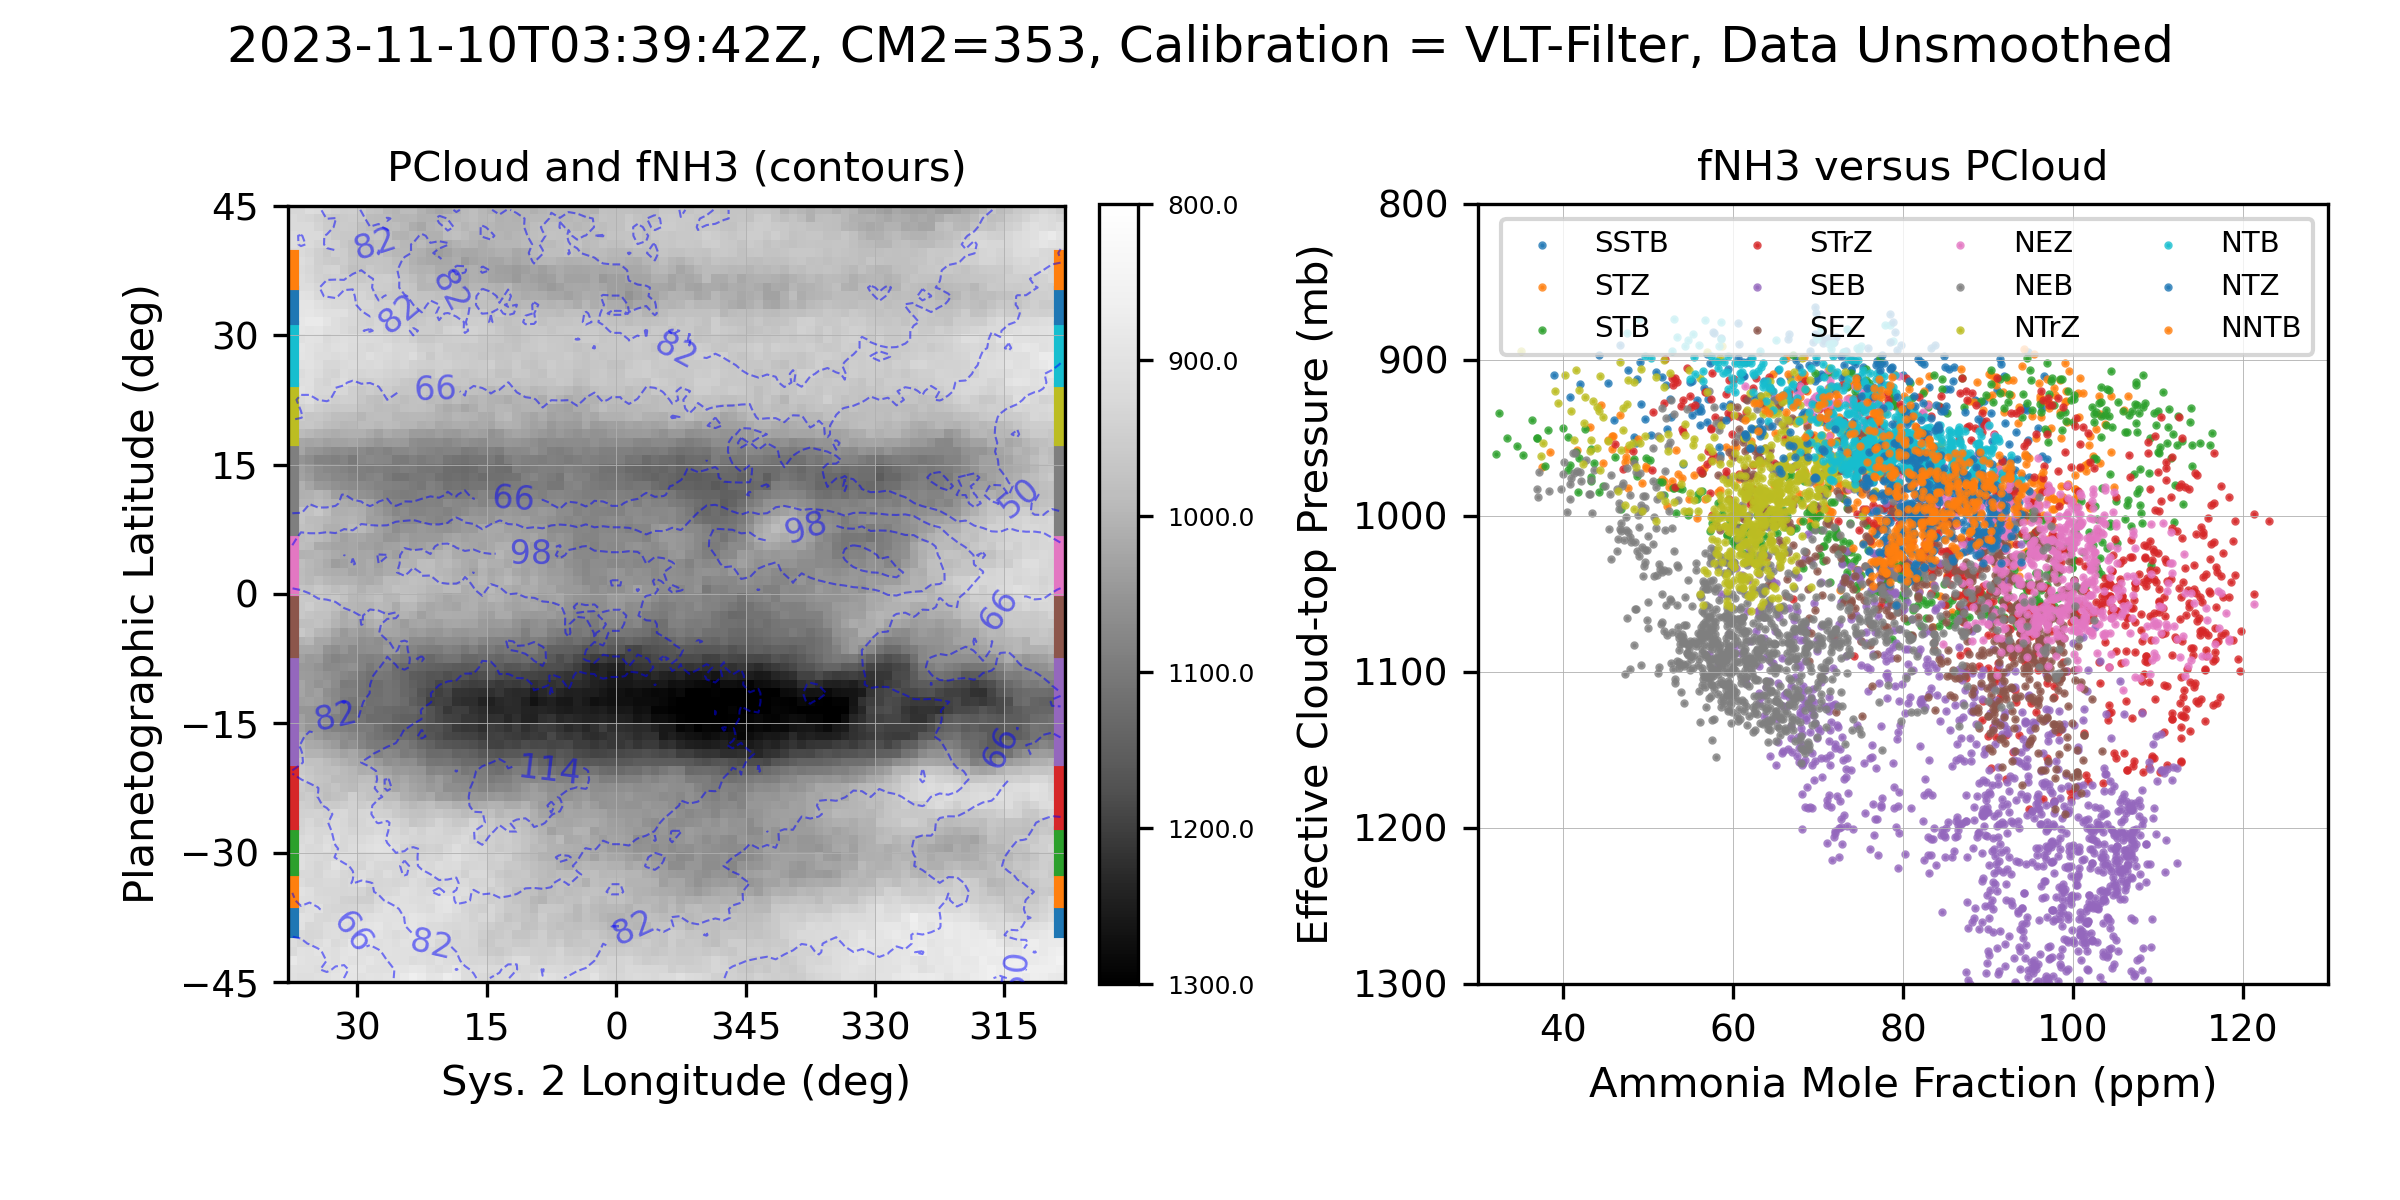 2023-11-10T03:39:42Z, CM2=353, Calibration = VLT-Filter, Data Unsmoothed
PCloud and fNH3 (contours)
Planetographic Latitude (deg)
45
30
15
0
−15
−30
−45
82
82
82
82
66
66
50
98
98
66
82
66
114
66
82
82
50
30
15
0
345
330
315
Sys. 2 Longitude (deg)
800.0
900.0
1000.0
1100.0
1200.0
1300.0
fNH3 versus PCloud
Effective Cloud-top Pressure (mb)
800
900
1000
1100
1200
1300
SSTB
STZ
STB
STrZ
SEB
SEZ
NEZ
NEB
NTrZ
NTB
NTZ
NNTB
40
60
80
100
120
Ammonia Mole Fraction (ppm)